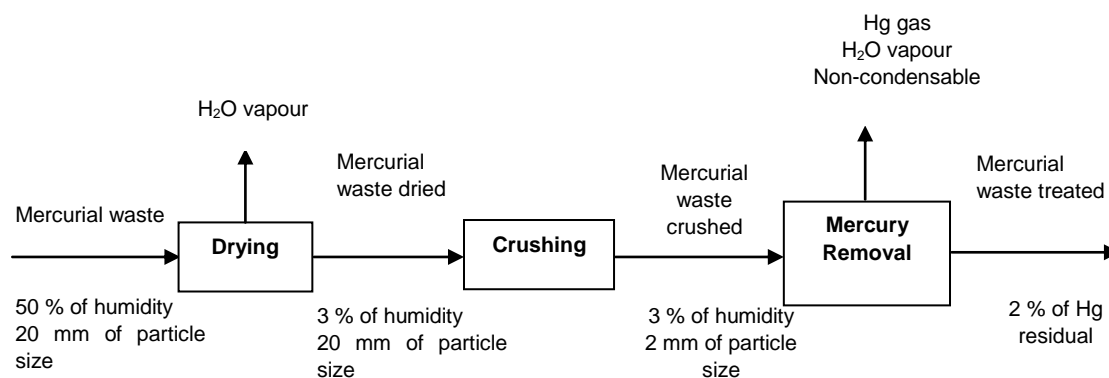 Hg gas
H₂O vapour
Non-condensable
H₂O vapour
Mercurial
waste dried
Mercurial
waste
crushed
Mercurial
waste treated
Mercurial waste
Drying
Crushing
Mercury
Removal
50 % of humidity
20 mm of particle
size
3 % of humidity
20 mm of particle
size
3 % of humidity
2 mm of particle
size
2 % of Hg
residual